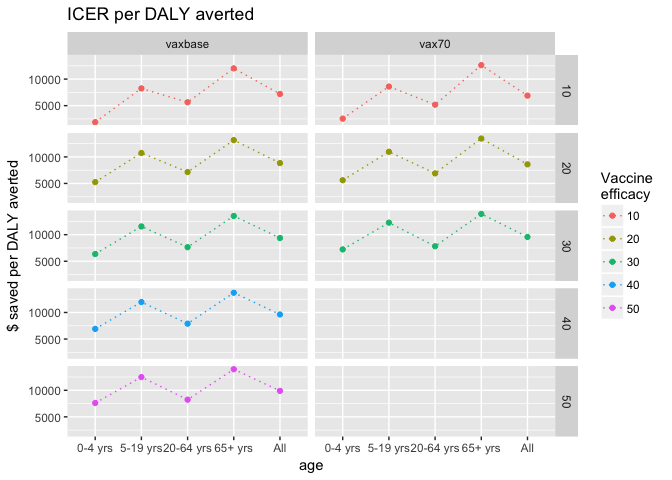 ICER per DALY averted
vaxbase
vax70
10000
5000
10
10000
5000
20
10000
5000
30
10000
5000
40
10000
5000
50
0-4 yrs 5-19 yrs 20-64 yrs 65+ yrs All
0-4 yrs 5-19 yrs 20-64 yrs 65+ yrs All
age
$ saved per DALY averted
Vaccine
efficacy
10
20
30
40
50